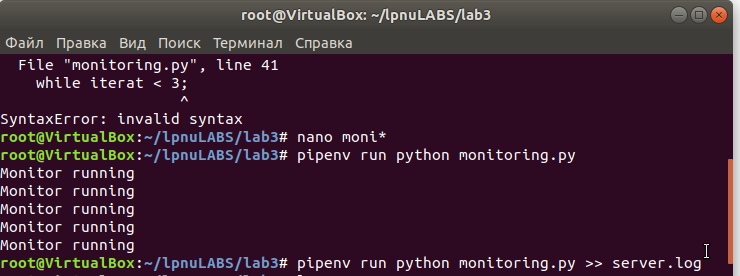 root@VirtualBox: ~/lpnuLABS/lab3
Файл Правка Вид Поиск Терминал Справка
File "monitoring.py", line 41
while iterat < 3;
^
SyntaxError: invalid syntax
root@VirtualBox:~/lpnuLABS/lab3# nano moni*
root@VirtualBox:~/lpnuLABS/lab3# pipenv run python monitoring.py
Monitor running
Monitor running
Monitor running
Monitor running
Monitor running
root@VirtualBox:~/lpnuLABS/lab3# pipenv run python monitoring.py >> server.log